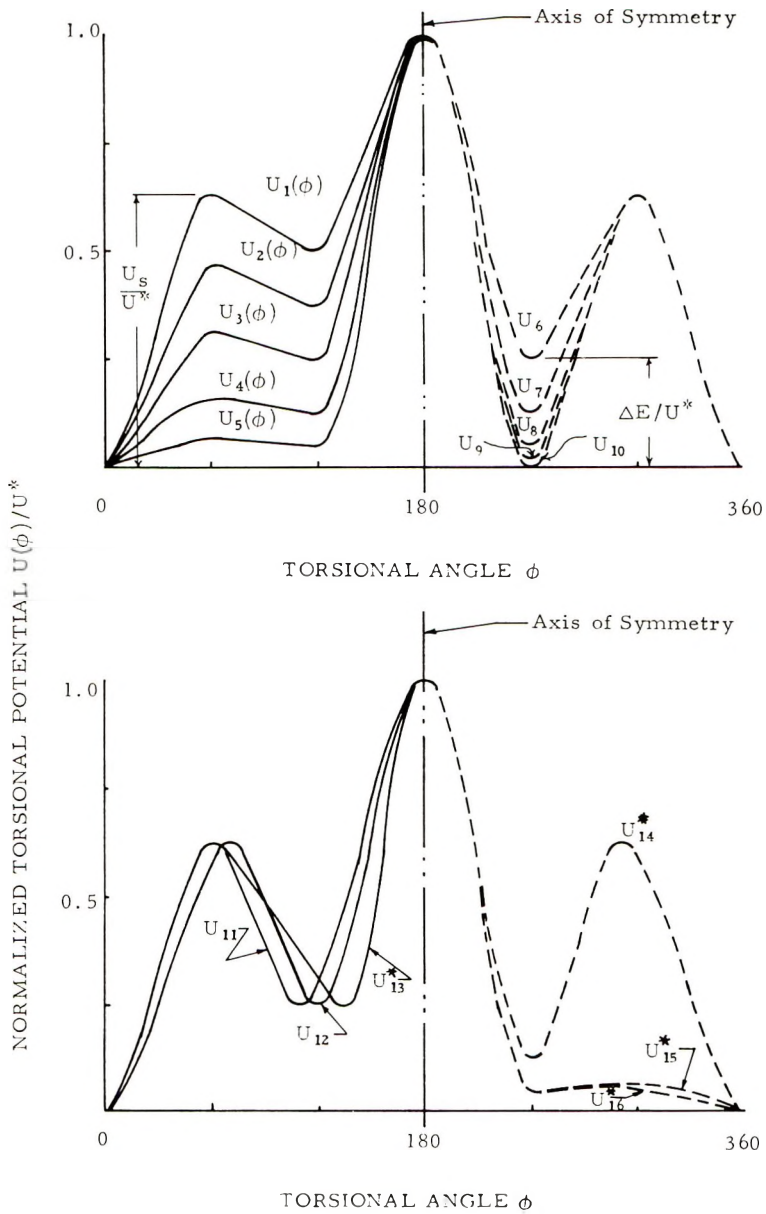 Axis of Symmetry
1.0
U₁(ϕ)
U₂(ϕ)
0.5
U_S/U*
U₃(ϕ)
U₆
U₄(ϕ)
U₇
ΔE/U*
U₅(ϕ)
U₈
U₉
U₁₀
0
180
360
TORSIONAL ANGLE ϕ
NORMALIZED TORSIONAL POTENTIAL U(ϕ)/U*
Axis of Symmetry
1.0
U*₁₄
0.5
U₁₁
U*₁₃
U₁₂
U*₁₅
U*₁₆
0
180
360
TORSIONAL ANGLE ϕ